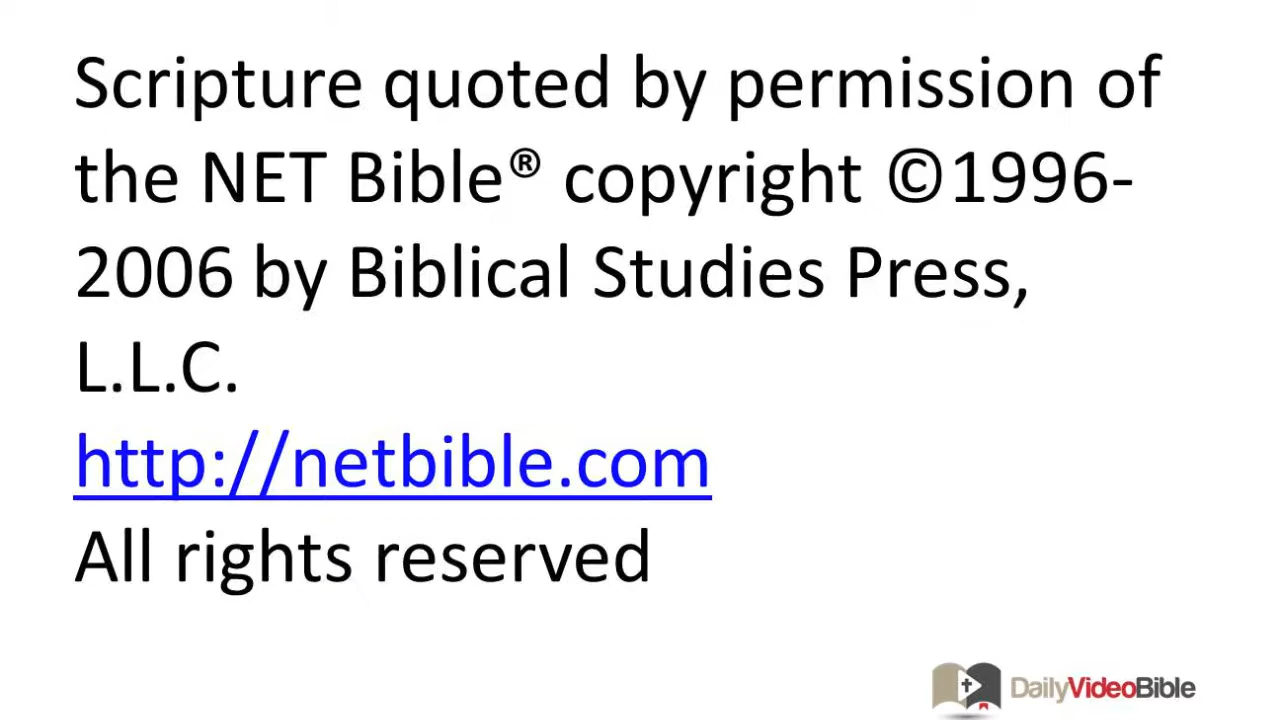 Scripture quoted by permission of
the NET Bible® copyright ©1996-
2006 by Biblical Studies Press,
L.L.C.
http://netbible.com
All rights reserved
DailyVideoBible